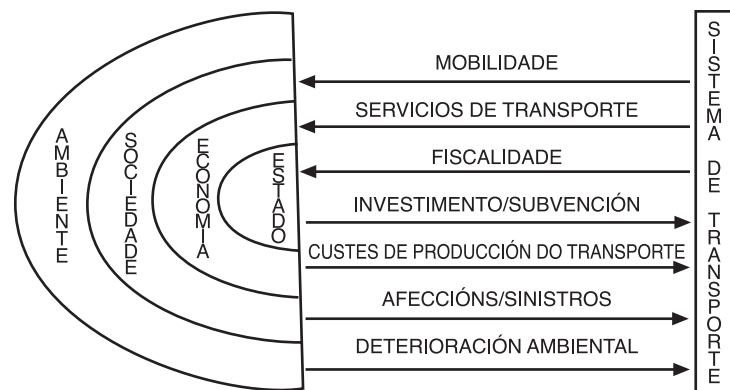 AMBIENTE
SOCIEDADE
ECONOMIA
ESTADO
MOBILIDADE
SERVICIOS DE TRANSPORTE
FISCALIDADE
INVESTIMENTO/SUBVENCIÓN
CUSTES DE PRODUCCIÓN DO TRANSPORTE
AFECCIÓNS/SINISTROS
DETERIORACIÓN AMBIENTAL
SISTEMA DE TRANSPORTE